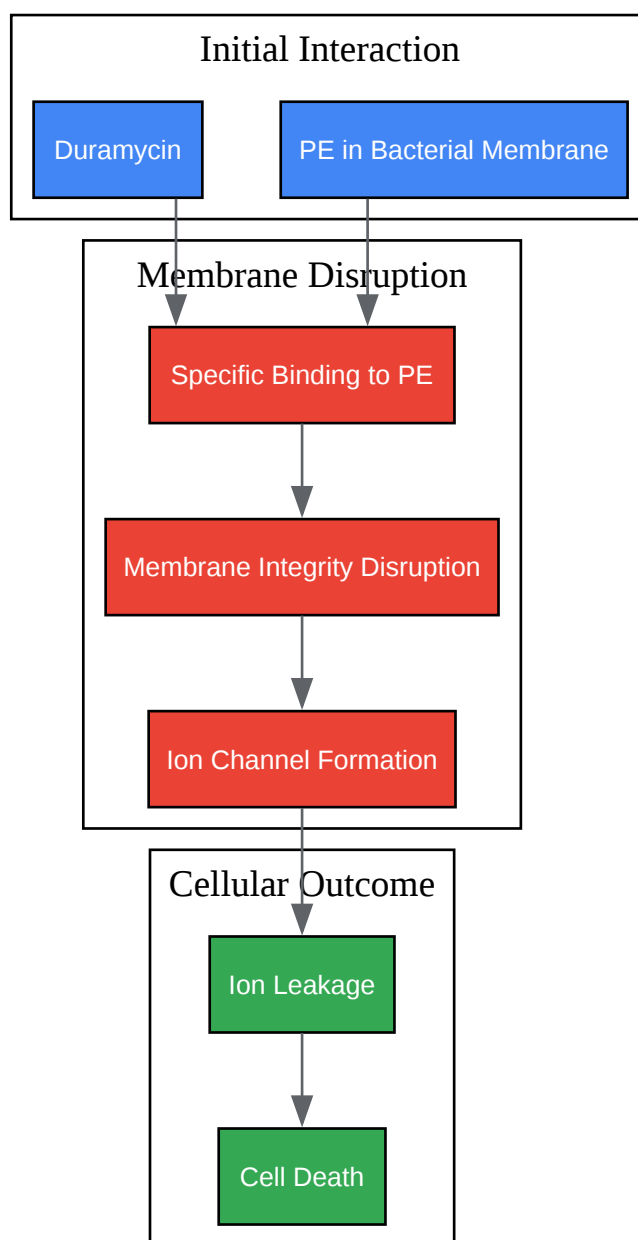 Initial Interaction
Duramycin
PE in Bacterial Membrane
Membrane Disruption
Specific Binding to PE
Membrane Integrity Disruption
Ion Channel Formation
Cellular Outcome
Ion Leakage
Cell Death